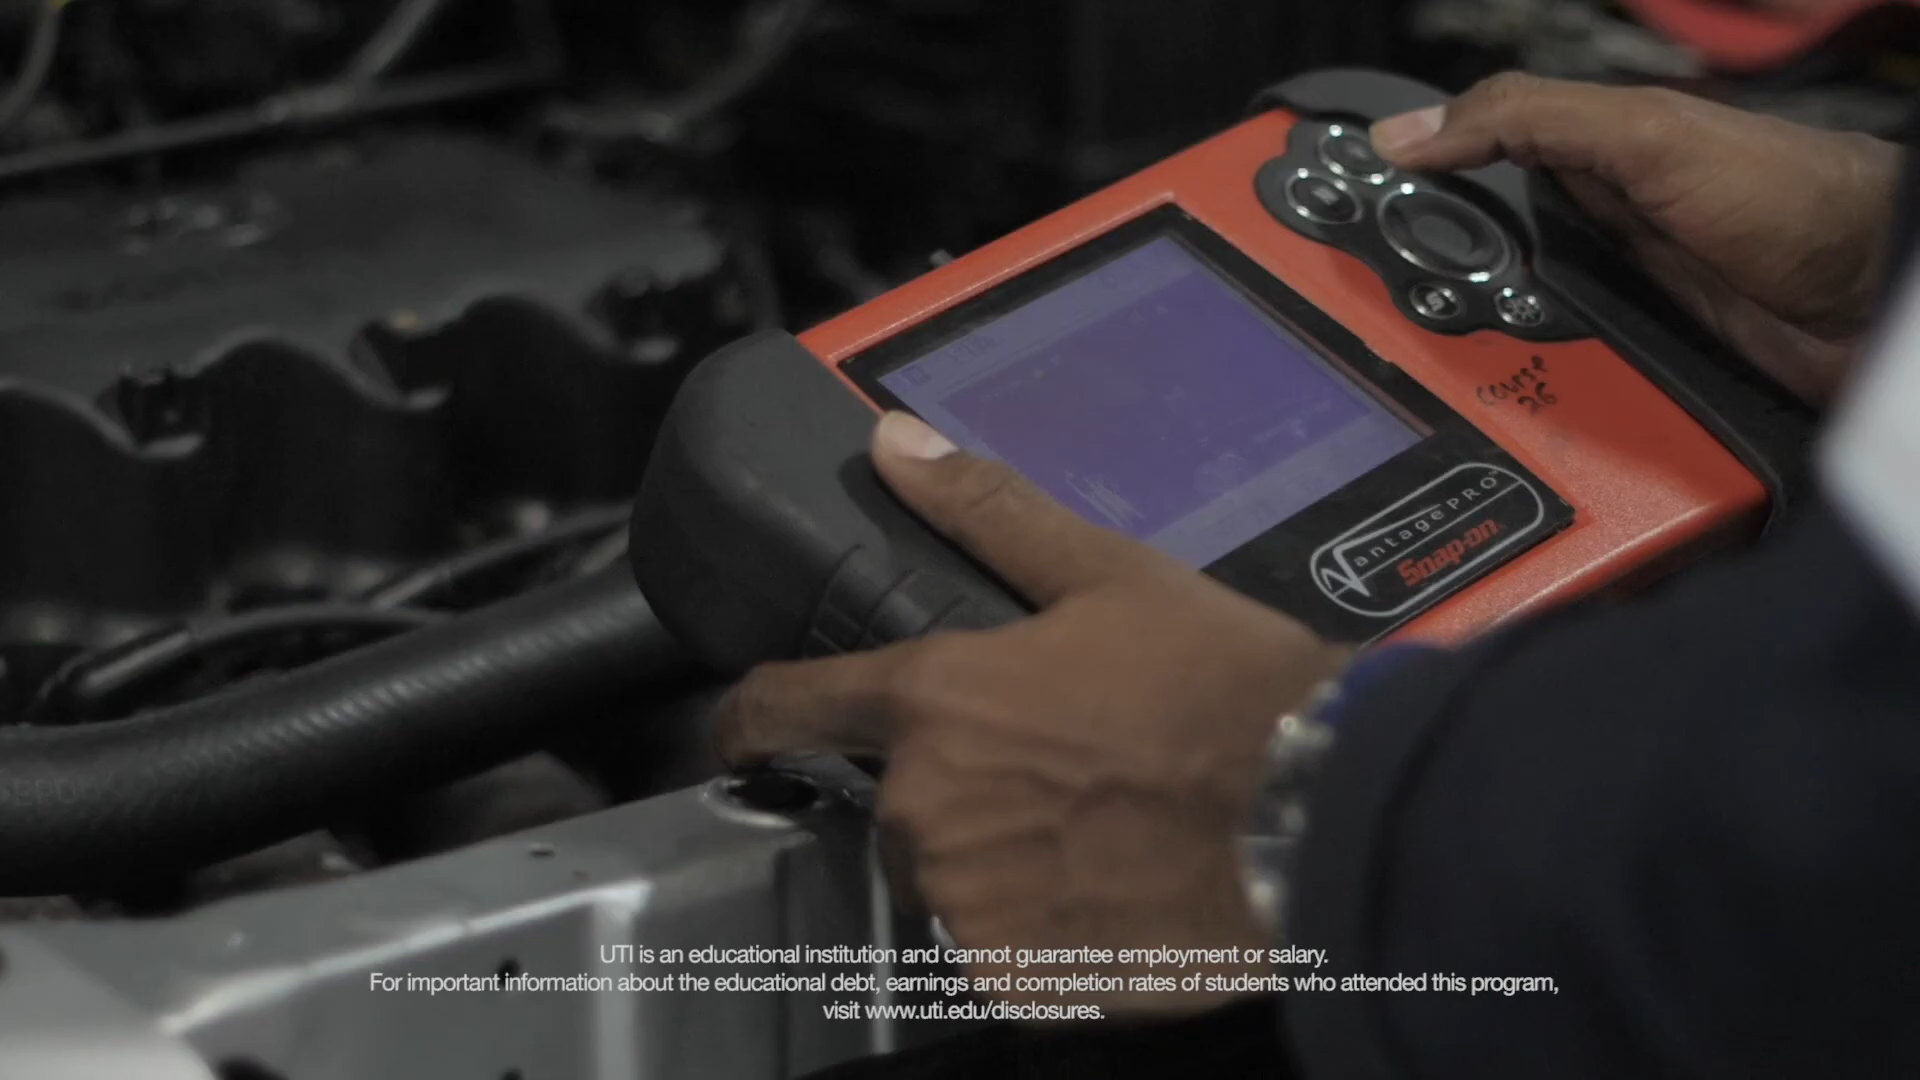 course
26
VantagePRO
Snap-on
EPDM
UTI is an educational institution and cannot guarantee employment or salary.
For important information about the educational debt, earnings and completion rates of students who attended this program,
visit www.uti.edu/disclosures.